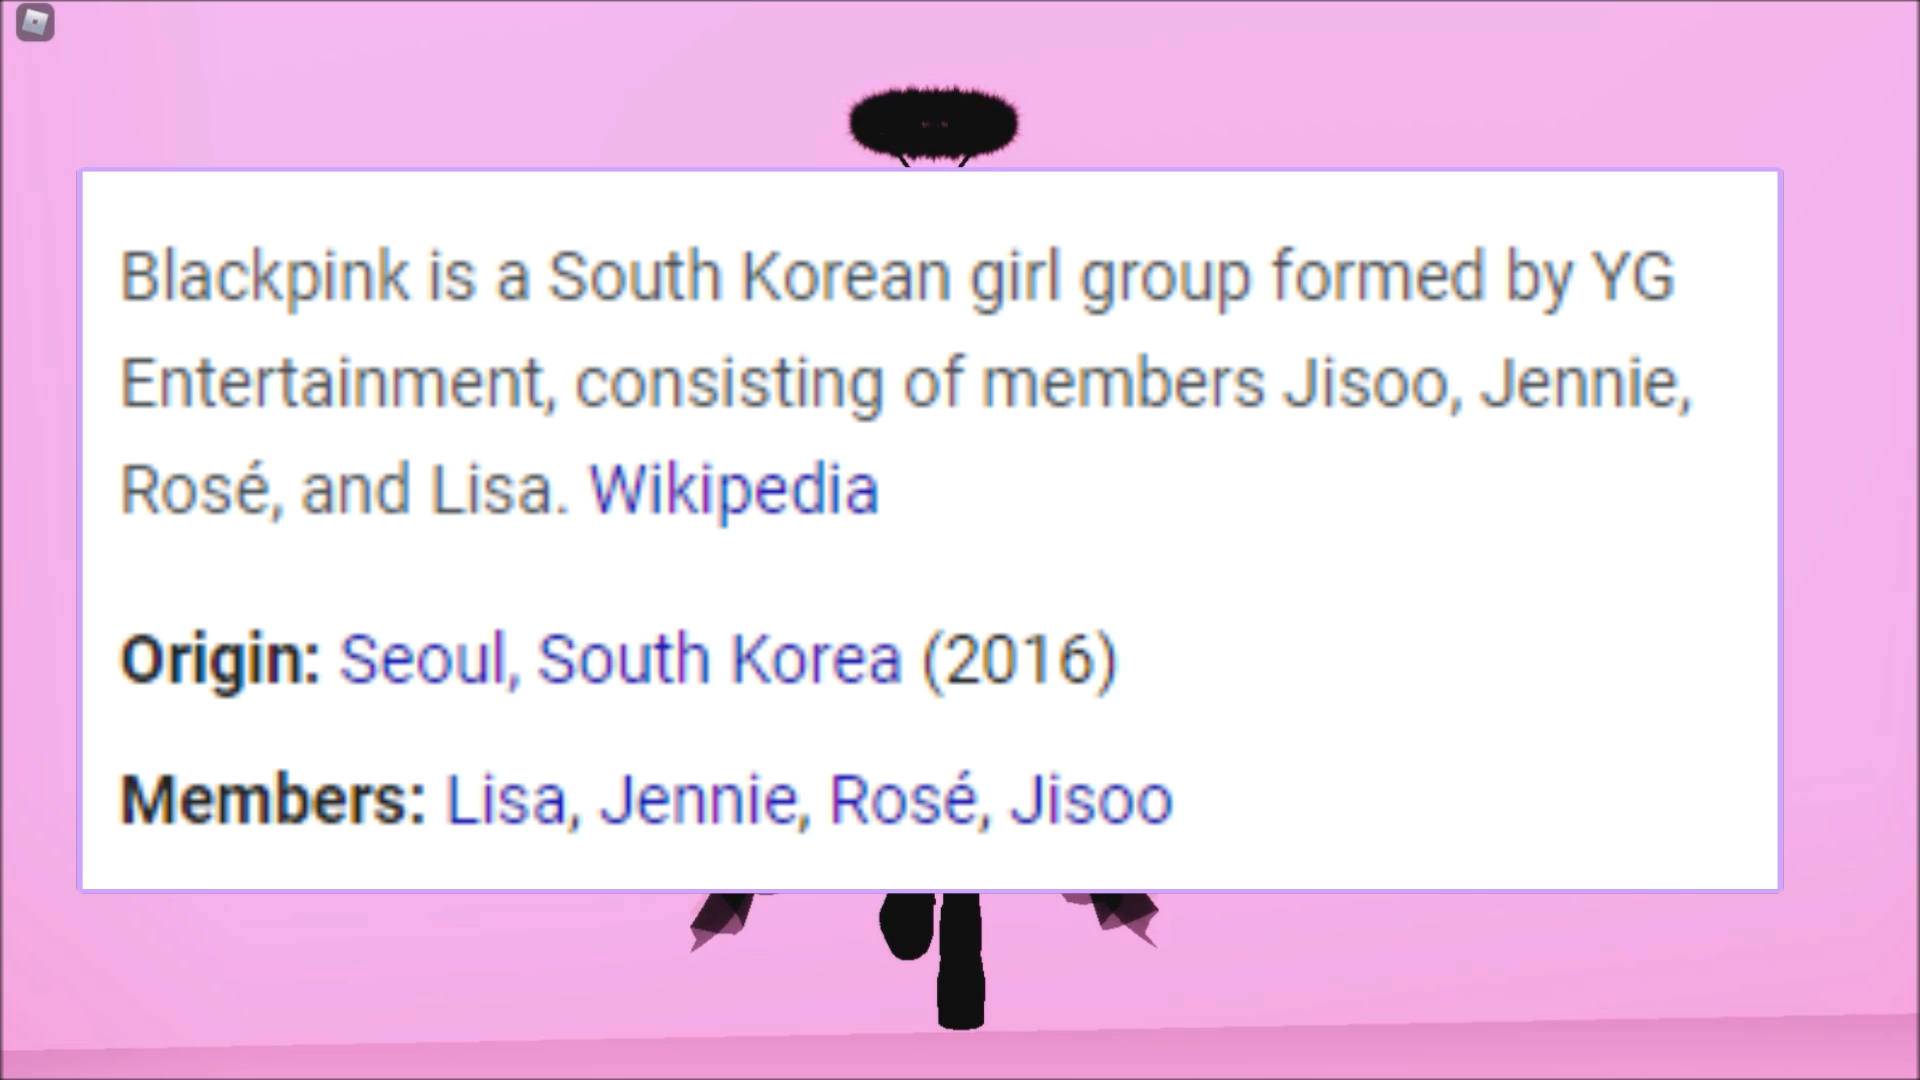 Blackpink is a South Korean girl group formed by YG
Entertainment, consisting of members Jisoo, Jennie,
Rosé, and Lisa. Wikipedia
Origin: Seoul, South Korea (2016)
Members: Lisa, Jennie, Rosé, Jisoo